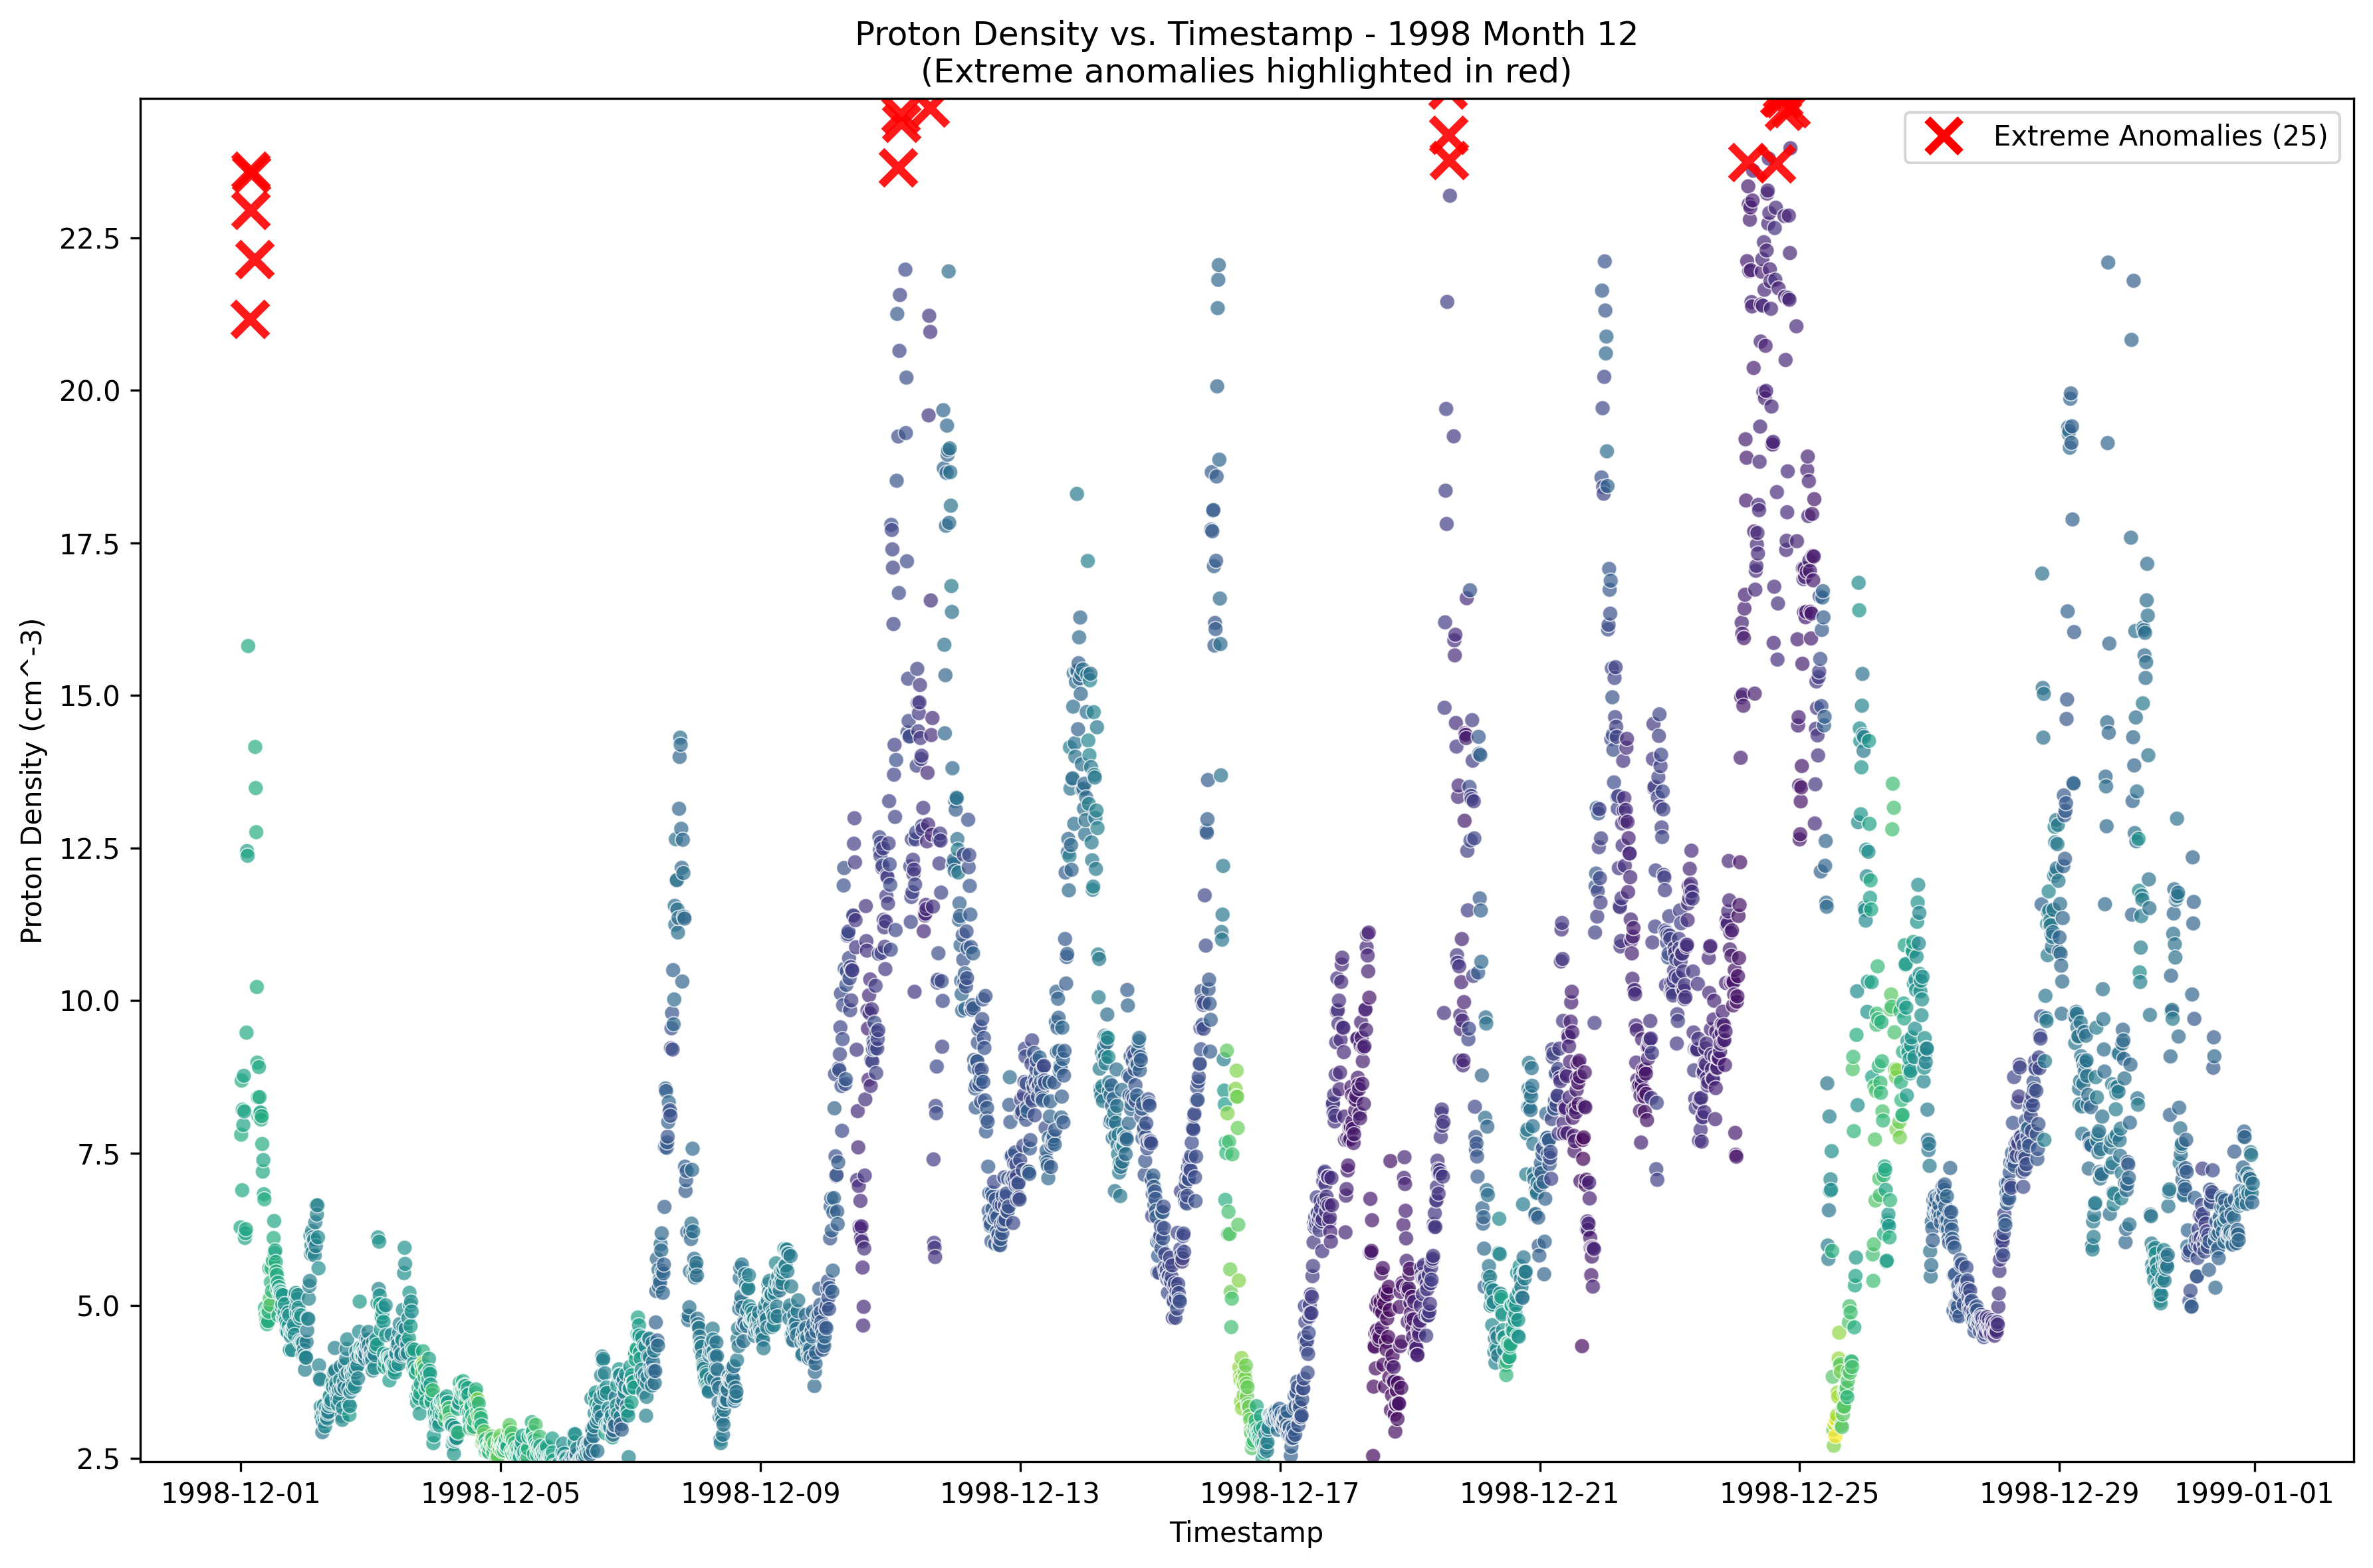 Proton Density vs. Timestamp - 1998 Month 12
(Extreme anomalies highlighted in red)
Extreme Anomalies (25)
Proton Density (cm^-3)
22.5
20.0
17.5
15.0
12.5
10.0
7.5
5.0
2.5
1998-12-01 1998-12-05 1998-12-09 1998-12-13 1998-12-17 1998-12-21 1998-12-25 1998-12-29 1999-01-01
Timestamp